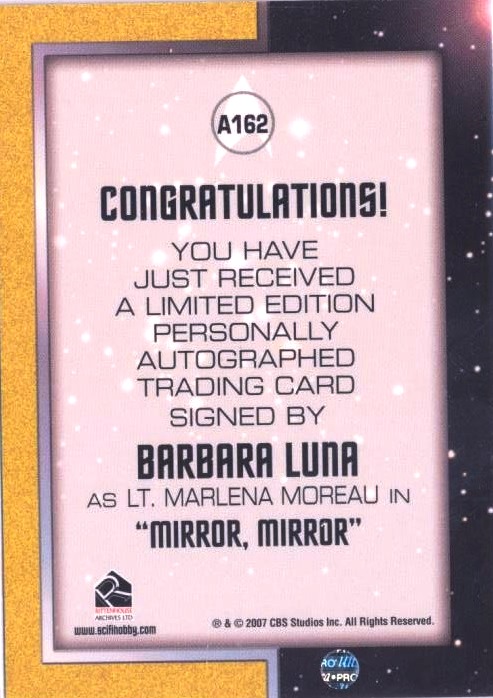 A162
CONGRATULATIONS!
YOU HAVE
JUST RECEIVED
A LIMITED EDITION
PERSONALLY
AUTOGRAPHED
TRADING CARD
SIGNED BY
BARBARA LUNA
AS LT. MARLENA MOREAU IN
“MIRROR, MIRROR”
RITTENHOUSE
ARCHIVES LTD
www.scifihobby.com
® & © 2007 CBS Studios Inc. All Rights Reserved.